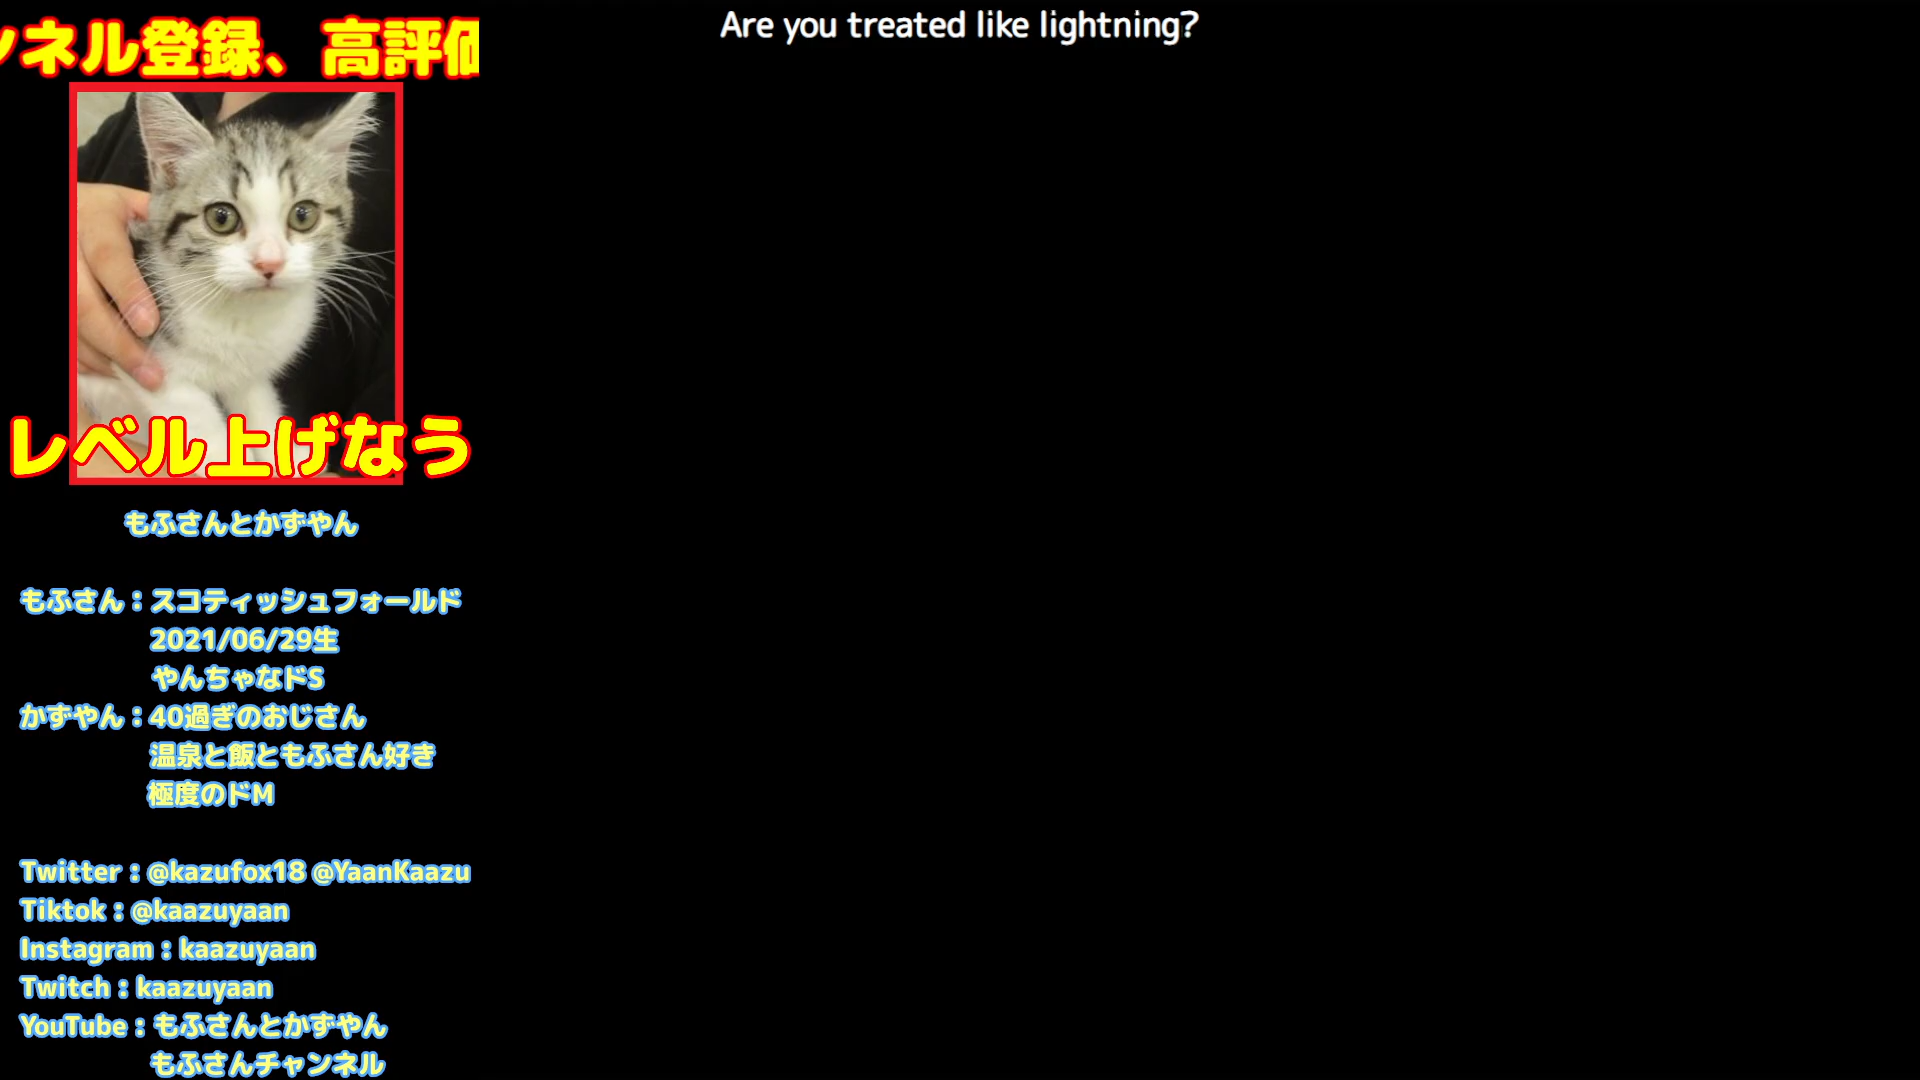 ンネル登録、高評価
Are you treated like lightning?
レベル上げなう
もふさんとかずやん
もふさん：スコティッシュフォールド
2021/06/29生
やんちゃなドS
かずやん：40過ぎのおじさん
温泉と飯ともふさん好き
極度のドM
Twitter：@kazufox18 @YaanKaazu
Tiktok：@kaazuyaan
Instagram：kaazuyaan
Twitch：kaazuyaan
YouTube：もふさんとかずやん
もふさんチャンネル